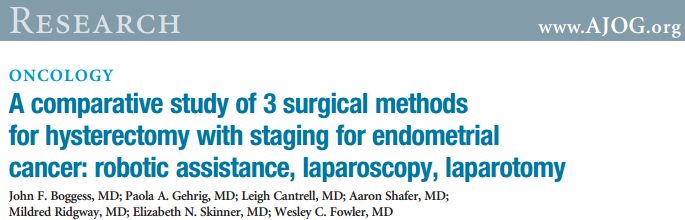 RESEARCH
www.AJOG.org
ONCOLOGY
A comparative study of 3 surgical methods
for hysterectomy with staging for endometrial
cancer: robotic assistance, laparoscopy, laparotomy
John F. Boggess, MD; Paola A. Gehrig, MD; Leigh Cantrell, MD; Aaron Shafer, MD;
Mildred Ridgway, MD; Elizabeth N. Skinner, MD; Wesley C. Fowler, MD